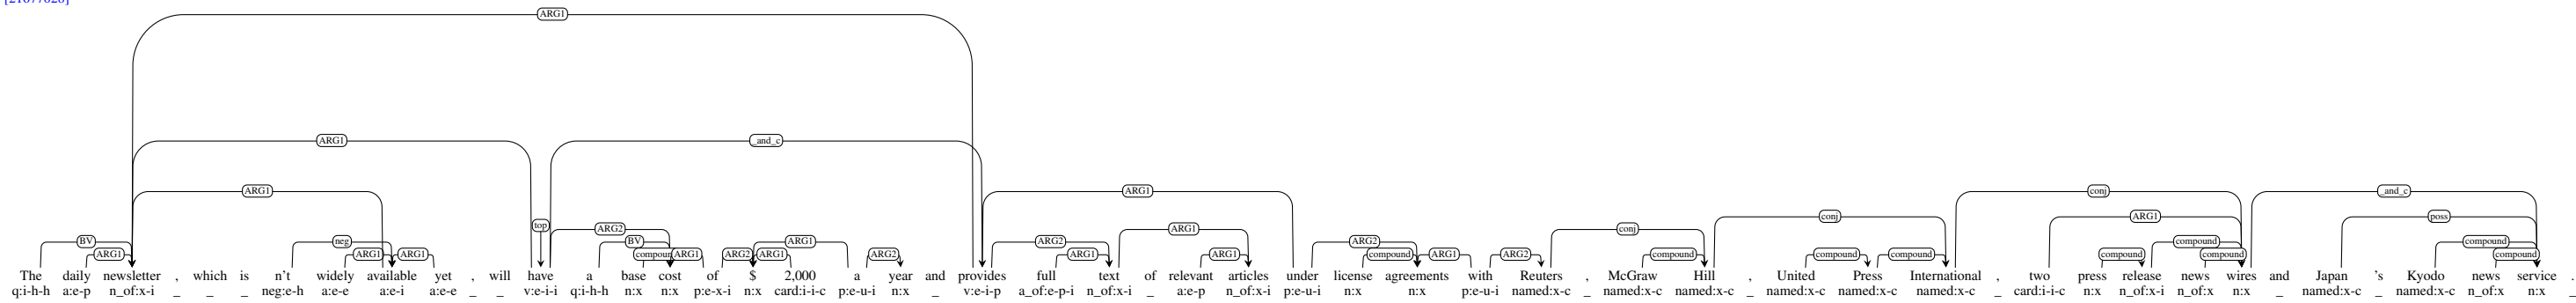 ARG1
ARG1 _and_c
ARG1 ARG1 conj _and_c
top conj ARG1 poss
ARG2 ARG1 conj
BV neg BV ARG1 ARG2 ARG2 compound compound
ARG1 ARG1 ARG1 compound ARG1 ARG2 ARG1 ARG2 ARG1 ARG1 compound ARG1 ARG2 compound compound compound compound compound compound
The daily newsletter , which is n't widely available yet , will have a base cost of $ 2,000 a year and provides full text of relevant articles under license agreements with Reuters , McGraw Hill , United Press International , two press release news wires and Japan 's Kyodo news service .
q:i-h-h a:e-p n_of:x-i _ _ _ neg:e-h a:e-e a:e-i a:e-e _ _ v:e-i-i q:i-h-h n:x n:x p:e-x-i n:x card:i-i-c p:e-u-i n:x _ v:e-i-p a_of:e-p-i n_of:x-i _ a:e-p n_of:x-i p:e-u-i n:x n:x p:e-u-i named:x-c _ named:x-c named:x-c _ named:x-c named:x-c named:x-c _ card:i-i-c n:x n_of:x-i n_of:x n:x _ named:x-c _ named:x-c n_of:x n:x _